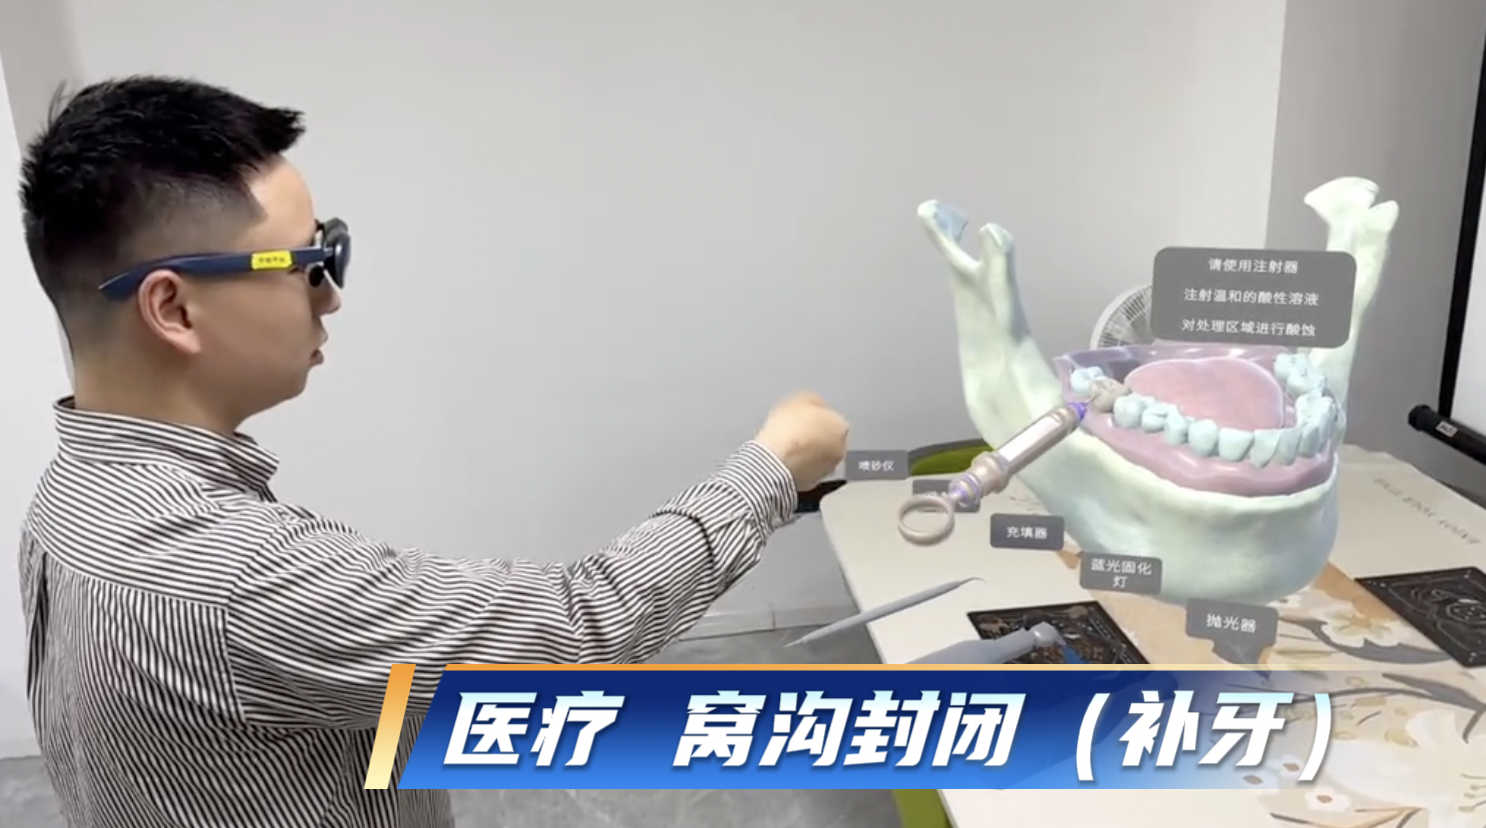 请使用注射器
注射温和的酸性溶液
对处理区域进行酸蚀
喷砂仪
充填器
蓝光固化
灯
抛光器
医疗 窝沟封闭（补牙）